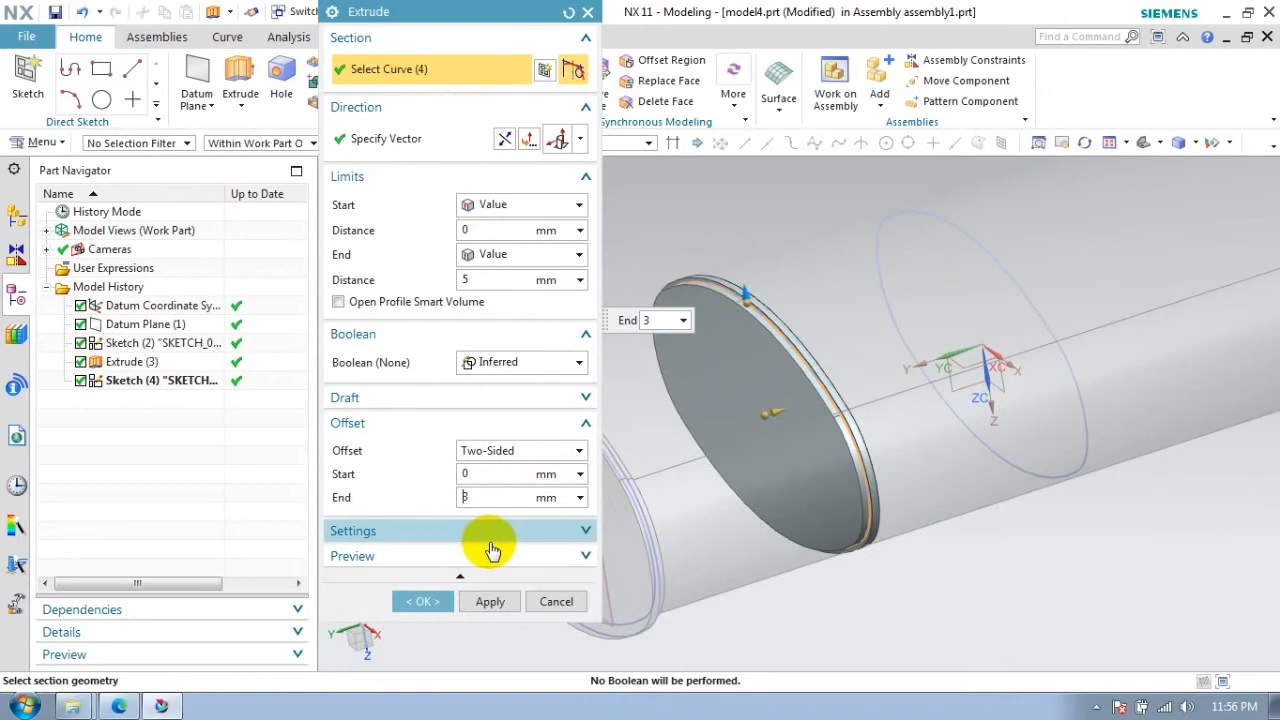 NX
Switch
Extrude
NX 11 - Modeling - [model4.prt (Modified) in Assembly assembly1.prt]
SIEMENS
File
Home
Assemblies
Curve
Analysis
Find a Command
Section
Select Curve (4)
Sketch
Datum Plane
Extrude
Hole
Direct Sketch
Offset Region
Replace Face
Delete Face
More
Synchronous Modeling
Surface
Work on Assembly
Add
Assembly Constraints
Move Component
Pattern Component
Assemblies
Direction
Specify Vector
Menu
No Selection Filter
Within Work Part O
Part Navigator
Name
Up to Date
History Mode
Model Views (Work Part)
Cameras
User Expressions
Model History
Datum Coordinate Sy...
Datum Plane (1)
Sketch (2) "SKETCH_0...
Extrude (3)
Sketch (4) "SKETCH...
Dependencies
Details
Preview
Limits
Start
Value
Distance
0 mm
End
Value
Distance
5 mm
Open Profile Smart Volume
Boolean
Boolean (None)
Inferred
Draft
Offset
Offset
Two-Sided
Start
0 mm
End
3 mm
Settings
Preview
< OK >
Apply
Cancel
End 3
Y
YC
XC
X
ZC
Z
Y
X
Z
Select section geometry
No Boolean will be performed.
11:56 PM